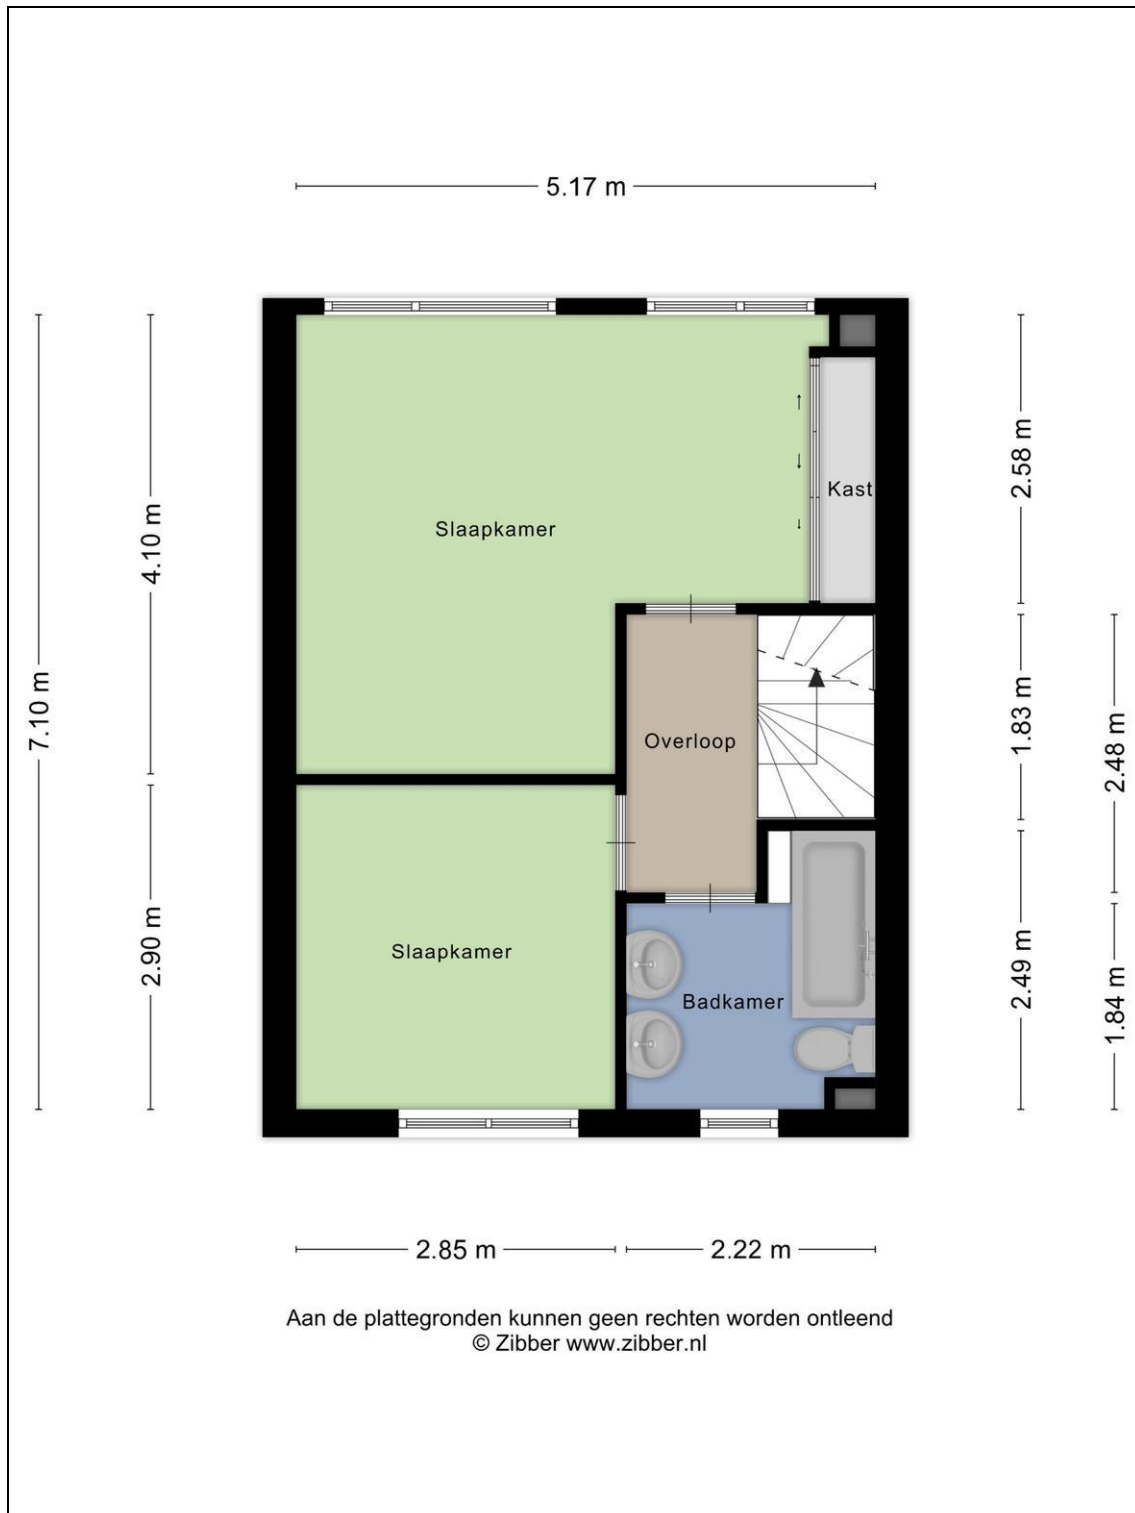 5.17 m
7.10 m
4.10 m
2.90 m
2.58 m
1.83 m
2.49 m
2.48 m
1.84 m
Slaapkamer
Kast
Overloop
Slaapkamer
Badkamer
2.85 m
2.22 m
Aan de plattegronden kunnen geen rechten worden ontleend
© Zibber www.zibber.nl